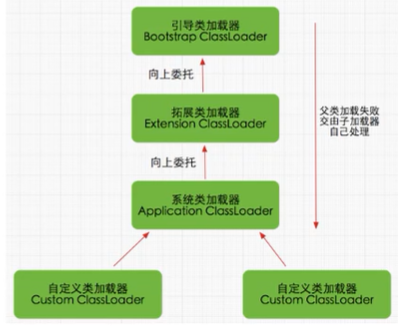 引导类加载器
Bootstrap ClassLoader
向上委托
拓展类加载器
Extension ClassLoader
父类加载失败
交由子加载器
自己处理
向上委托
系统类加载器
Application ClassLoader
自定义类加载器
Custom ClassLoader
自定义类加载器
Custom ClassLoader